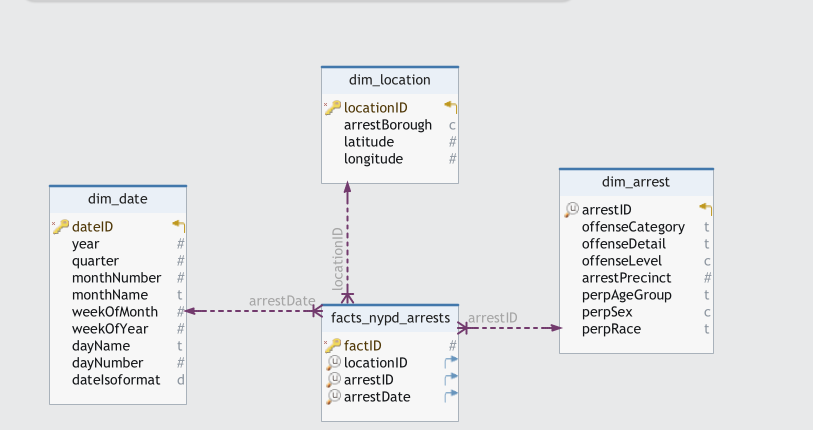 dim_location
locationID
arrestBorough c
latitude #
longitude #
dim_date
dateID
year #
quarter #
monthNumber #
monthName t
weekOfMonth #
weekOfYear #
dayName t
dayNumber #
dateIsoformat d
dim_arrest
arrestID
offenseCategory t
offenseDetail t
offenseLevel c
arrestPrecinct #
perpAgeGroup t
perpSex c
perpRace t
locationID
arrestDate
arrestID
facts_nypd_arrests
factID #
locationID
arrestID
arrestDate